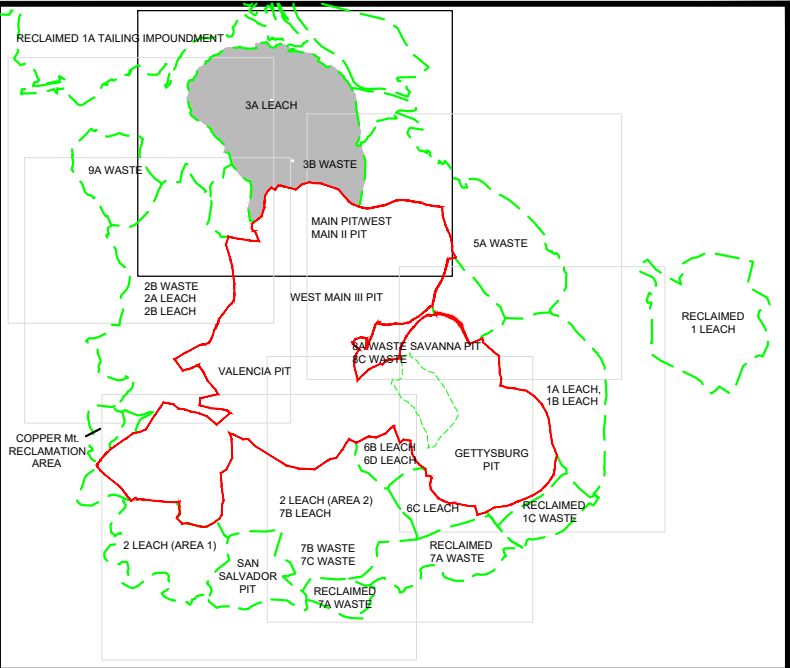 RECLAIMED 1A TAILING IMPOUNDMENT
3A LEACH
3B WASTE
9A WASTE
MAIN PIT/WEST
MAIN II PIT
5A WASTE
2B WASTE
2A LEACH
2B LEACH
WEST MAIN III PIT
RECLAIMED
1 LEACH
8A WASTE
8C WASTE
SAVANNA PIT
VALENCIA PIT
1A LEACH,
1B LEACH
COPPER Mt.
RECLAMATION
AREA
6B LEACH
6D LEACH
GETTYSBURG
PIT
2 LEACH (AREA 2)
7B LEACH
6C LEACH
RECLAIMED
1C WASTE
2 LEACH (AREA 1)
7B WASTE
7C WASTE
RECLAIMED
7A WASTE
SAN
SALVADOR
PIT
RECLAIMED
7A WASTE